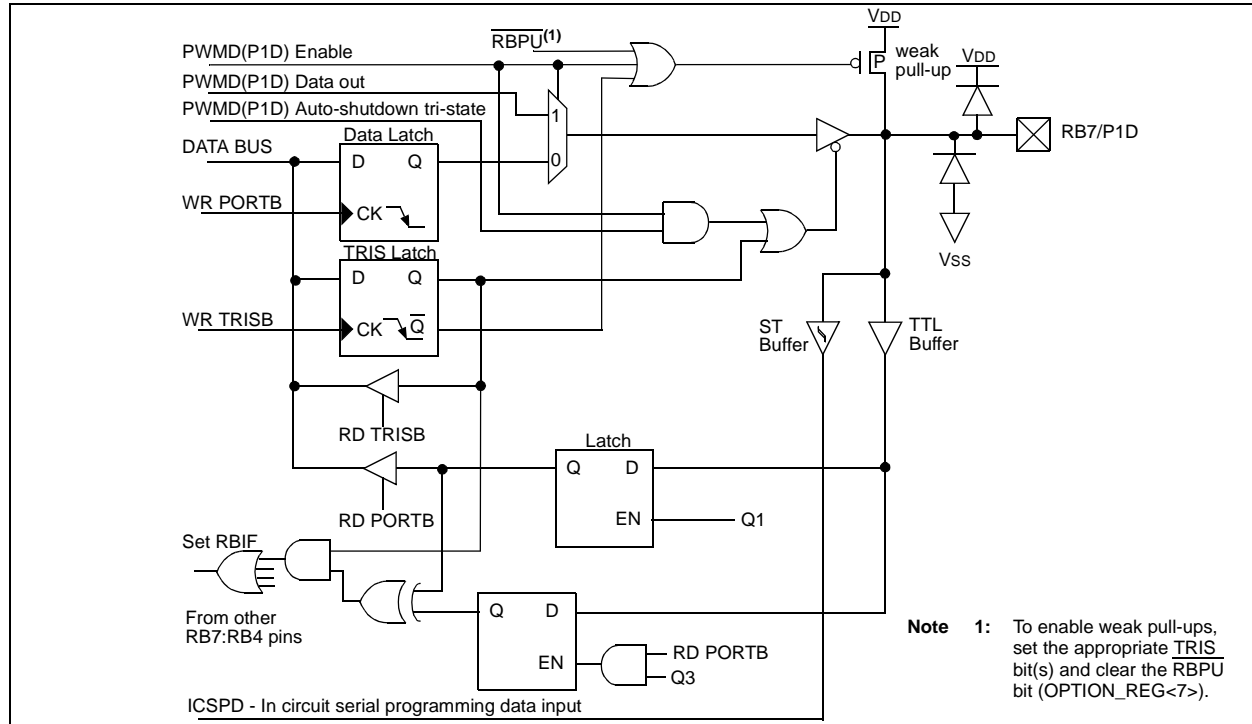 VDD
RBPU(1)
PWMD(P1D) Enable
weak
pull-up
P
VDD
PWMD(P1D) Data out
PWMD(P1D) Auto-shutdown tri-state
1
0
Data Latch
DATA BUS
D Q
RB7/P1D
WR PORTB
CK
VSS
TRIS Latch
D Q
WR TRISB
CK Q
ST
Buffer
TTL
Buffer
RD TRISB
Latch
Q D
EN
Q1
RD PORTB
Set RBIF
From other
RB7:RB4 pins
Q D
EN
RD PORTB
Q3
ICSPD - In circuit serial programming data input
Note 1: To enable weak pull-ups,
set the appropriate TRIS
bit(s) and clear the RBPU
bit (OPTION_REG<7>).